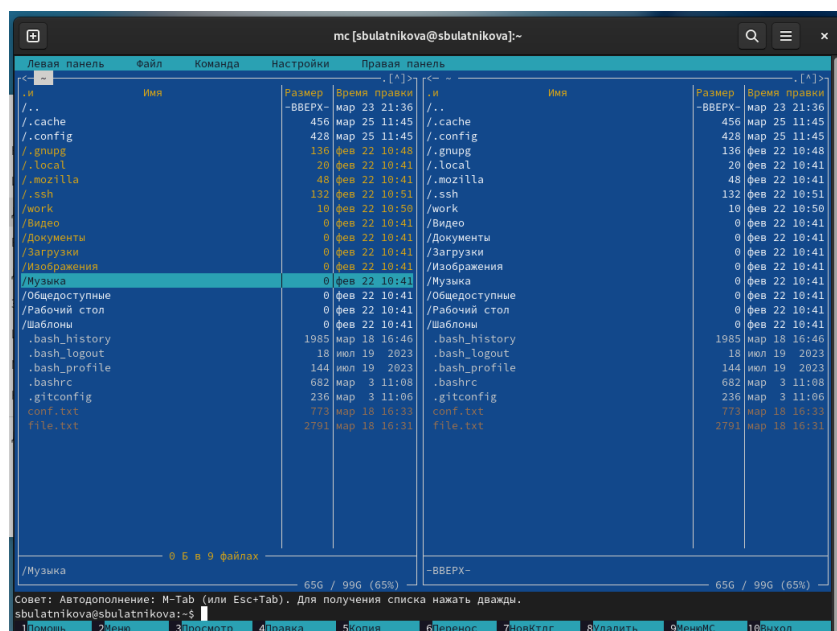 mc [sbulatnikova@sbulatnikova]:~
Левая панель Файл Команда Настройки Правая панель
<— ~ .[^]> <— ~ .[^]>
.и Имя Размер Время правки .и Имя Размер Время правки
/.. -ВВЕРХ- мар 23 21:36 /.. -ВВЕРХ- мар 23 21:36
/.cache 456 мар 25 11:45 /.cache 456 мар 25 11:45
/.config 428 мар 25 11:45 /.config 428 мар 25 11:45
/.gnupg 136 фев 22 10:48 /.gnupg 136 фев 22 10:48
/.local 20 фев 22 10:41 /.local 20 фев 22 10:41
/.mozilla 48 фев 22 10:41 /.mozilla 48 фев 22 10:41
/.ssh 132 фев 22 10:51 /.ssh 132 фев 22 10:51
/work 10 фев 22 10:50 /work 10 фев 22 10:50
/Видео 0 фев 22 10:41 /Видео 0 фев 22 10:41
/Документы 0 фев 22 10:41 /Документы 0 фев 22 10:41
/Загрузки 0 фев 22 10:41 /Загрузки 0 фев 22 10:41
/Изображения 0 фев 22 10:41 /Изображения 0 фев 22 10:41
/Музыка 0 фев 22 10:41 /Музыка 0 фев 22 10:41
/Общедоступные 0 фев 22 10:41 /Общедоступные 0 фев 22 10:41
/Рабочий стол 0 фев 22 10:41 /Рабочий стол 0 фев 22 10:41
/Шаблоны 0 фев 22 10:41 /Шаблоны 0 фев 22 10:41
.bash_history 1985 мар 18 16:46 .bash_history 1985 мар 18 16:46
.bash_logout 18 июл 19 2023 .bash_logout 18 июл 19 2023
.bash_profile 144 июл 19 2023 .bash_profile 144 июл 19 2023
.bashrc 682 мар 3 11:08 .bashrc 682 мар 3 11:08
.gitconfig 236 мар 3 11:06 .gitconfig 236 мар 3 11:06
conf.txt 773 мар 18 16:33 conf.txt 773 мар 18 16:33
file.txt 2791 мар 18 16:31 file.txt 2791 мар 18 16:31
0 Б в 9 файлах
/Музыка -ВВЕРХ-
65G / 99G (65%) 65G / 99G (65%)
Совет: Автодополнение: M-Tab (или Esc+Tab). Для получения списка нажать дважды.
sbulatnikova@sbulatnikova:~$
1Помощь 2Меню 3Просмотр 4Правка 5Копия 6Перенос 7НовКтлг 8Удалить 9МенюMC 10Выход